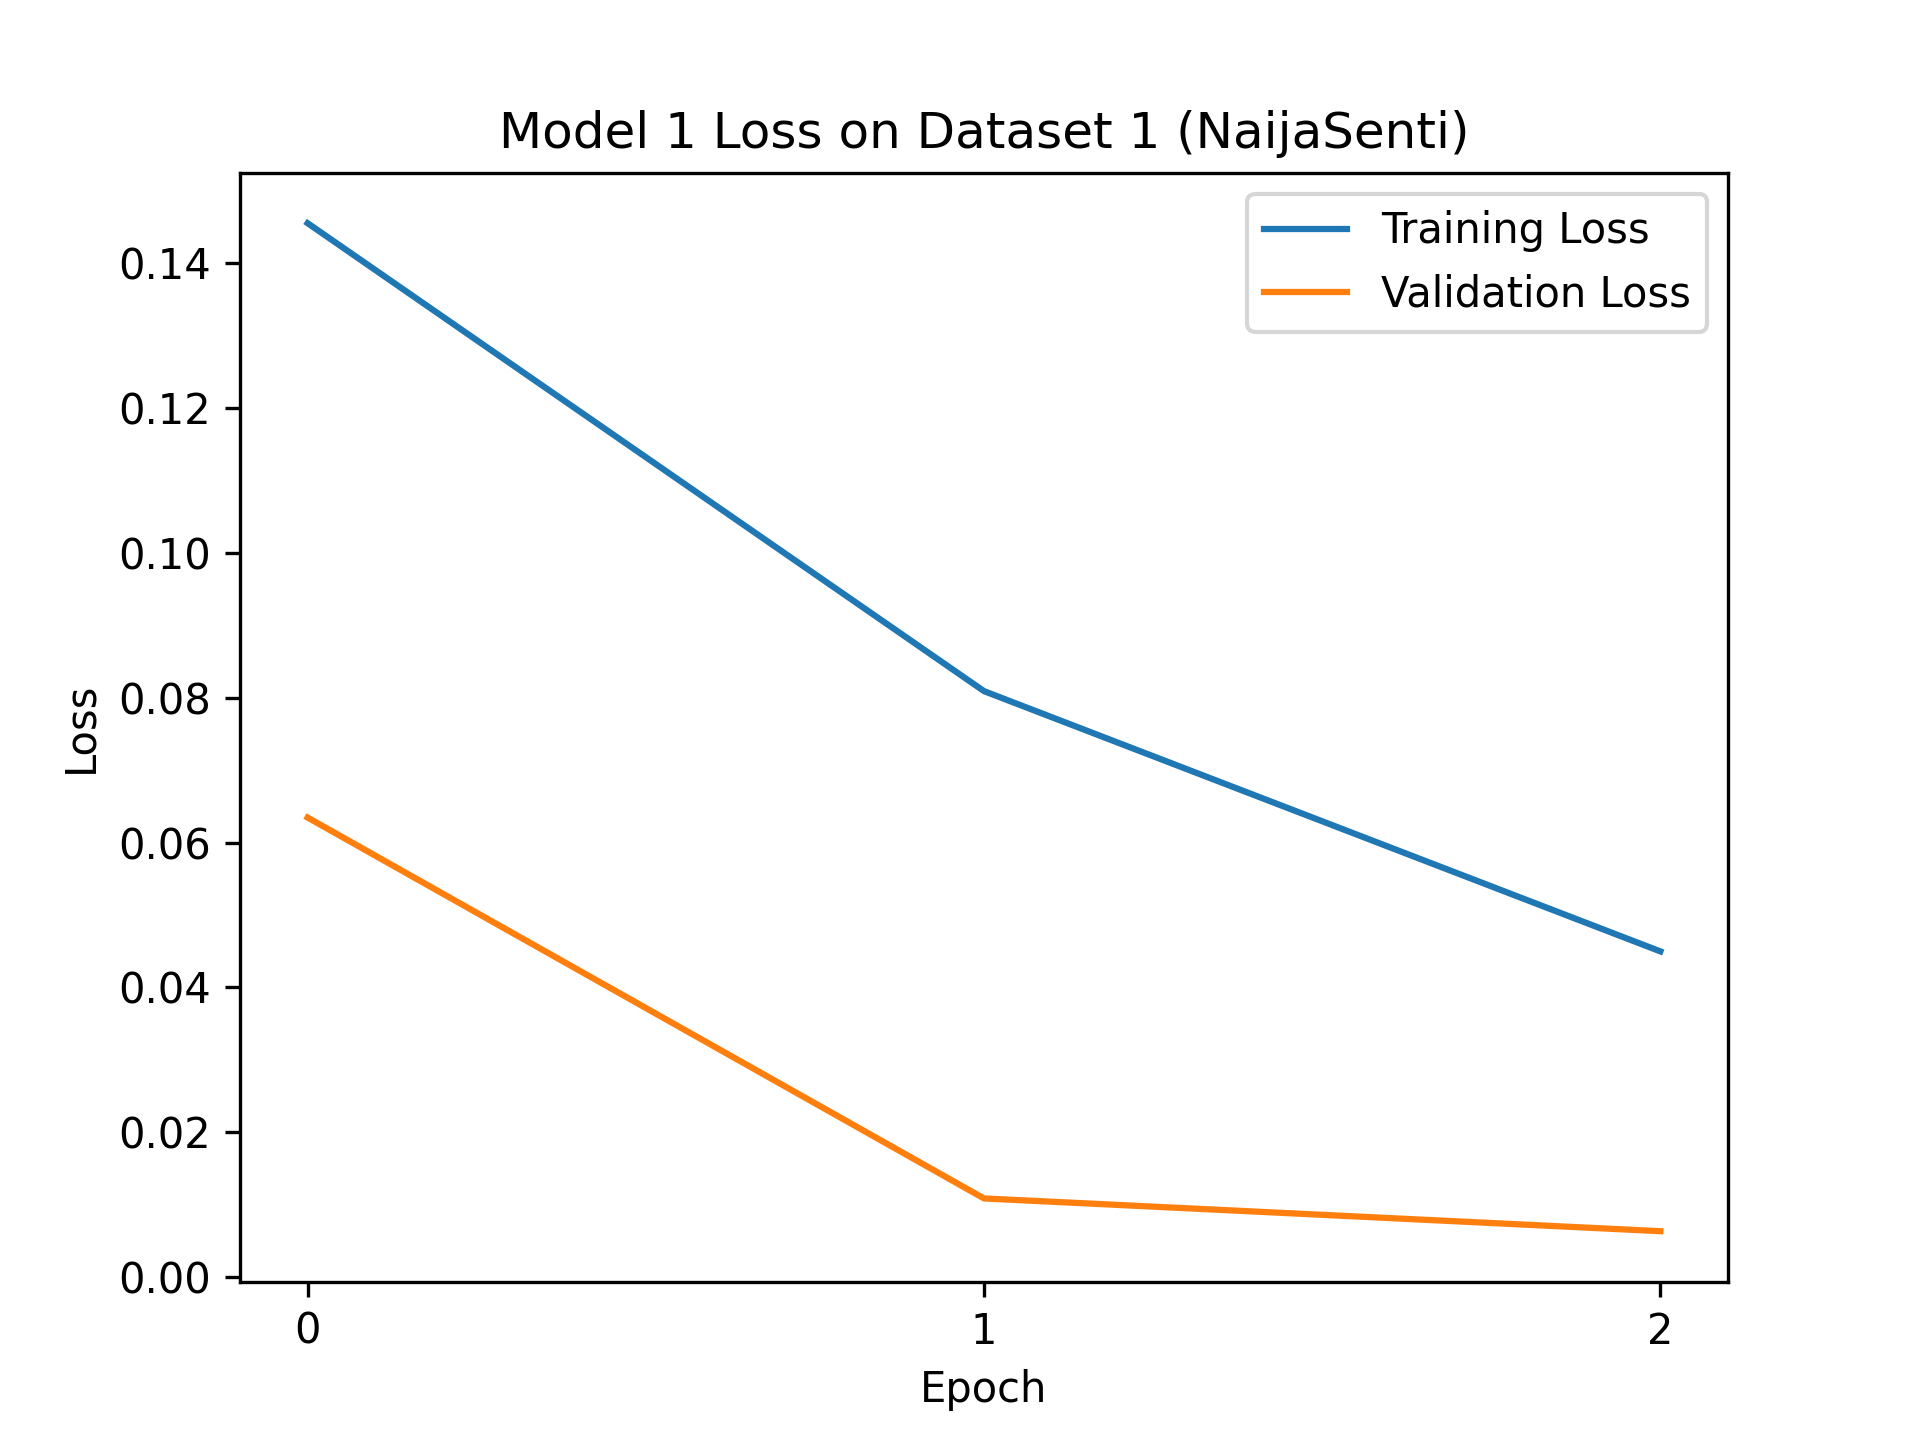 Model 1 Loss on Dataset 1 (NaijaSenti)
Training Loss
Validation Loss
0.14
0.12
0.10
0.08
0.06
0.04
0.02
0.00
Loss
0 1 2
Epoch